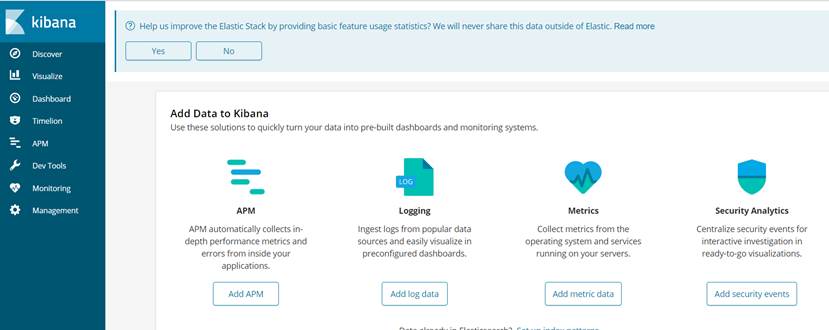 kibana
Discover
Visualize
Dashboard
Timelion
APM
Dev Tools
Monitoring
Management
Help us improve the Elastic Stack by providing basic feature usage statistics? We will never share this data outside of Elastic. Read more
Yes
No
Add Data to Kibana
Use these solutions to quickly turn your data into pre-built dashboards and monitoring systems.
APM
APM automatically collects in-
depth performance metrics and
errors from inside your
applications.
Add APM
LOG
Logging
Ingest logs from popular data
sources and easily visualize in
preconfigured dashboards.
Add log data
Metrics
Collect metrics from the
operating system and services
running on your servers.
Add metric data
Security Analytics
Centralize security events for
interactive investigation in
ready-to-go visualizations.
Add security events